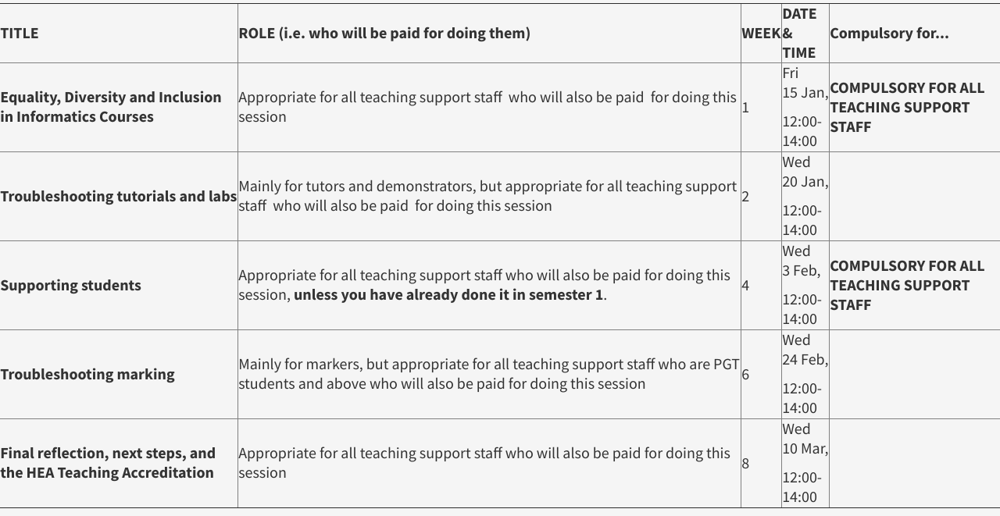 TITLE
ROLE (i.e. who will be paid for doing them)
WEEK
DATE
&
TIME
Compulsory for...
Equality, Diversity and Inclusion
in Informatics Courses
Appropriate for all teaching support staff  who will also be paid  for doing this
session
1
Fri
15 Jan,
12:00-
14:00
COMPULSORY FOR ALL
TEACHING SUPPORT
STAFF
Troubleshooting tutorials and labs
Mainly for tutors and demonstrators, but appropriate for all teaching support
staff  who will also be paid  for doing this session
2
Wed
20 Jan,
12:00-
14:00
Supporting students
Appropriate for all teaching support staff who will also be paid for doing this
session, unless you have already done it in semester 1.
4
Wed
3 Feb,
12:00-
14:00
COMPULSORY FOR ALL
TEACHING SUPPORT
STAFF
Troubleshooting marking
Mainly for markers, but appropriate for all teaching support staff who are PGT
students and above who will also be paid for doing this session
6
Wed
24 Feb,
12:00-
14:00
Final reflection, next steps, and
the HEA Teaching Accreditation
Appropriate for all teaching support staff who will also be paid for doing this
session
8
Wed
10 Mar,
12:00-
14:00